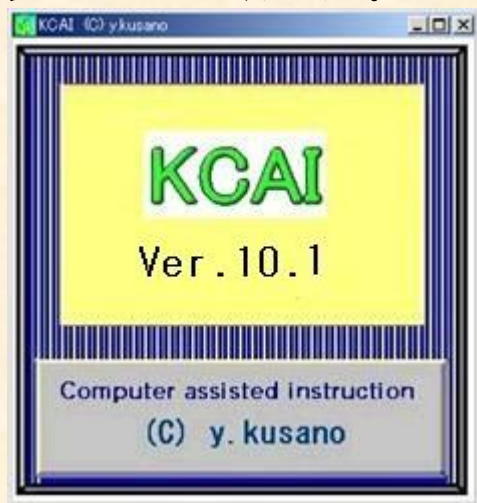 KCAI (C) y.kusano
KCAI
Ver.10.1
Computer assisted instruction
(C) y.kusano